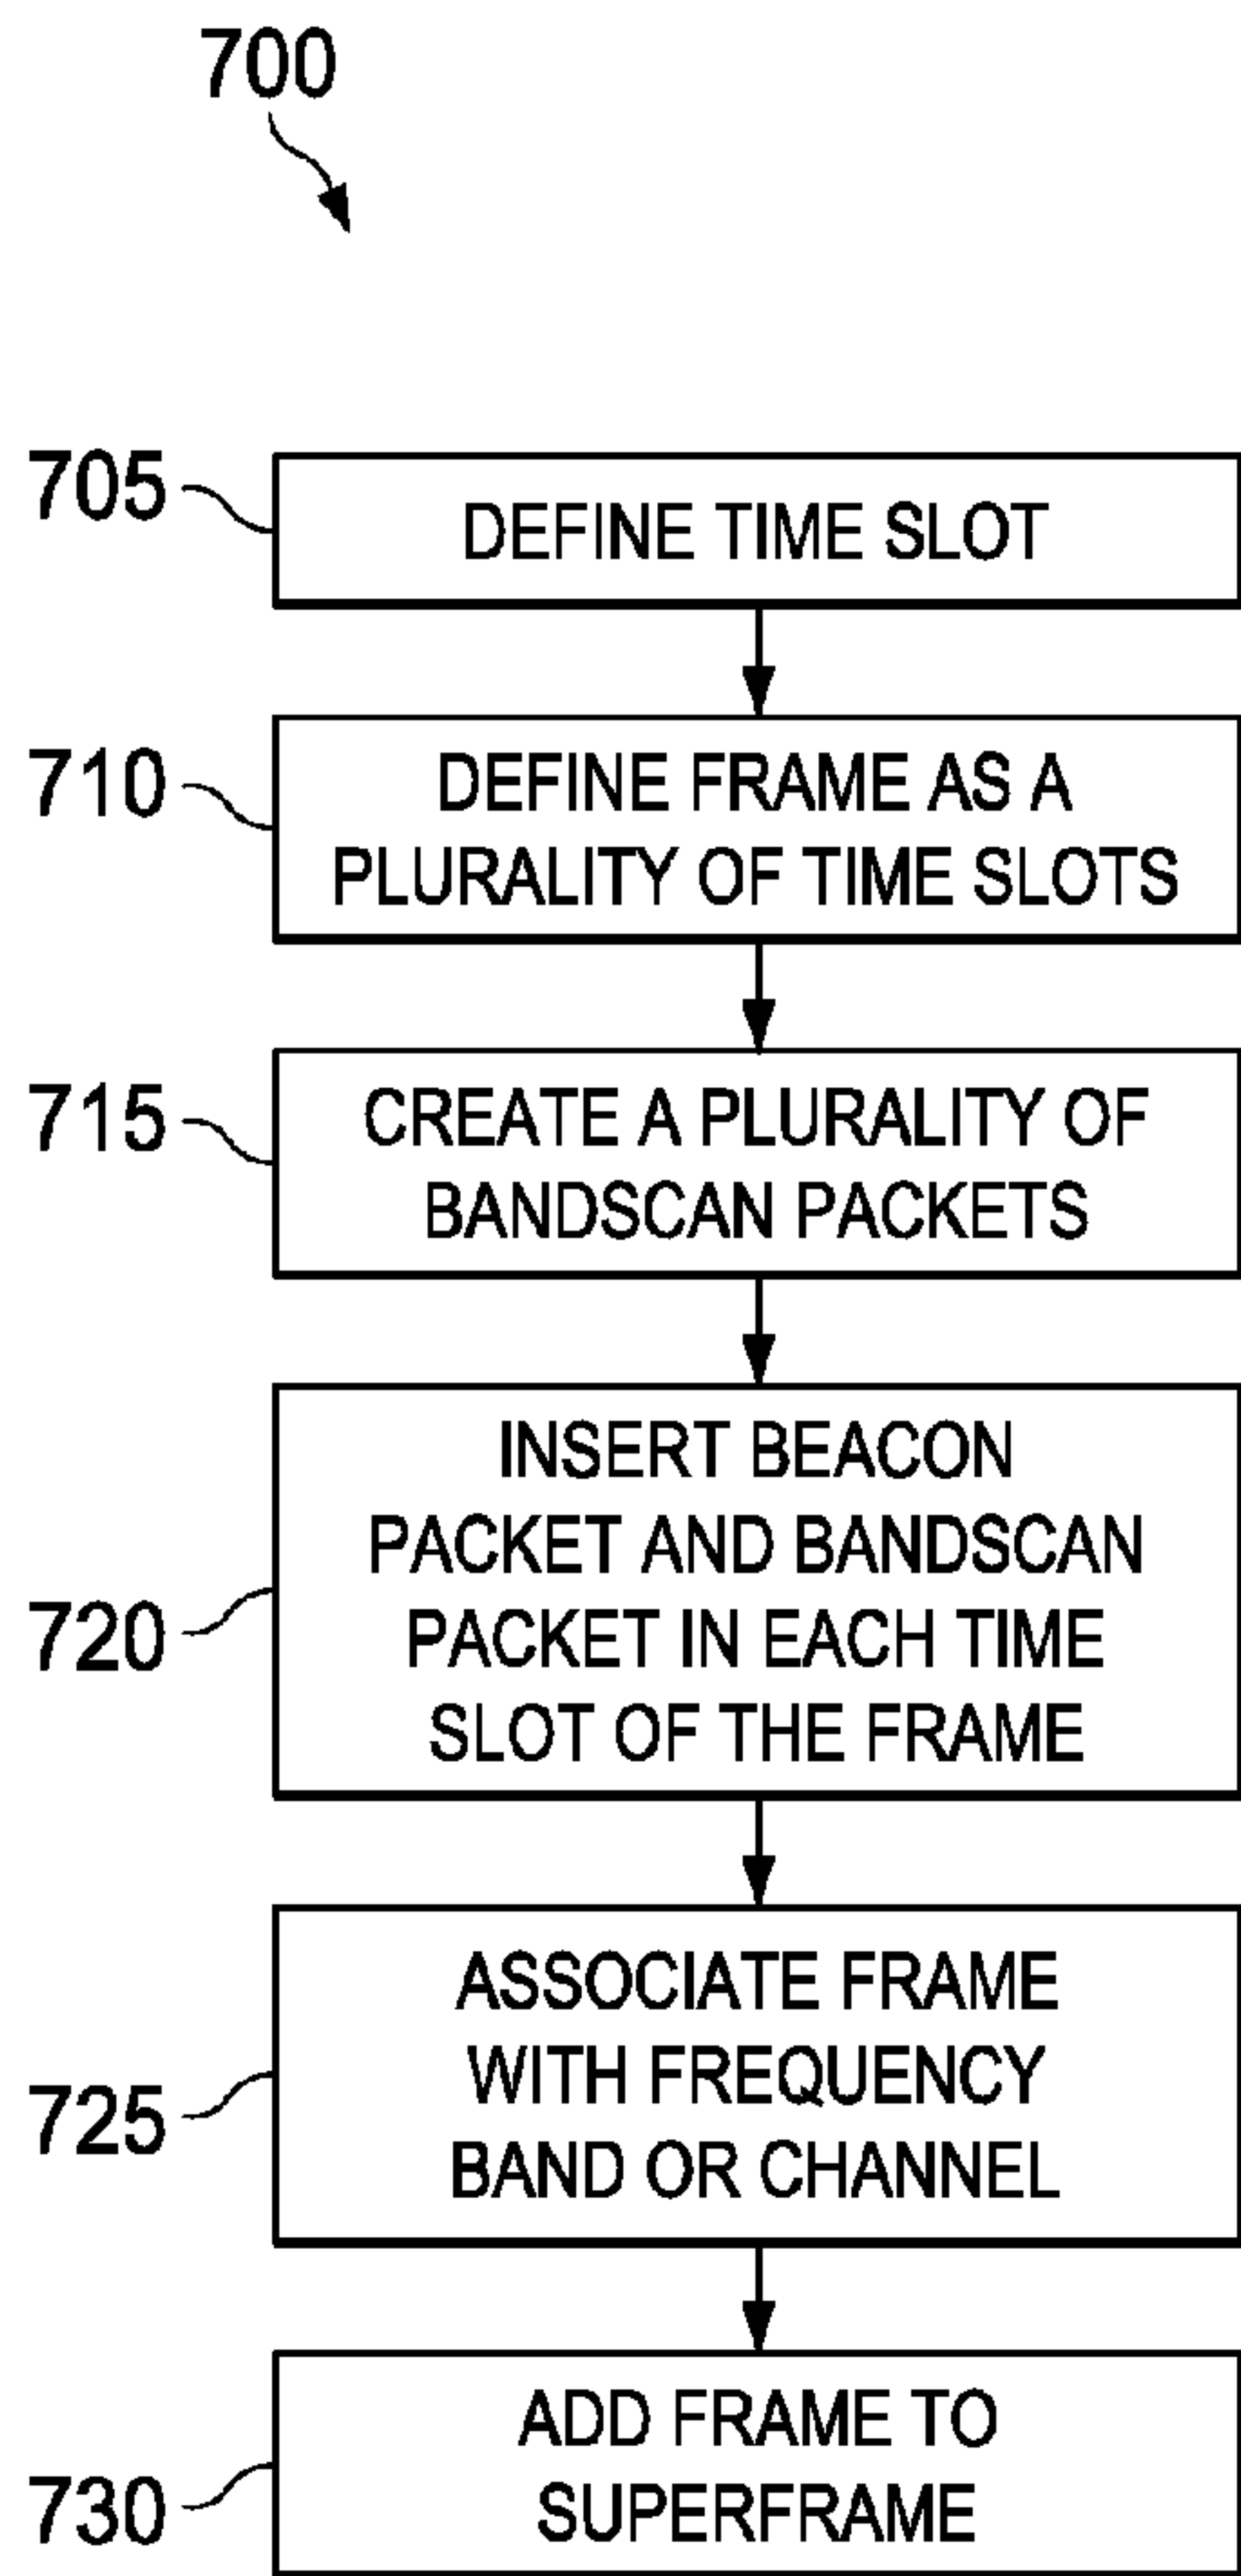 700
705
DEFINE TIME SLOT
710
DEFINE FRAME AS A
PLURALITY OF TIME SLOTS
715
CREATE A PLURALITY OF
BANDSCAN PACKETS
720
INSERT BEACON
PACKET AND BANDSCAN
PACKET IN EACH TIME
SLOT OF THE FRAME
725
ASSOCIATE FRAME
WITH FREQUENCY
BAND OR CHANNEL
730
ADD FRAME TO
SUPERFRAME